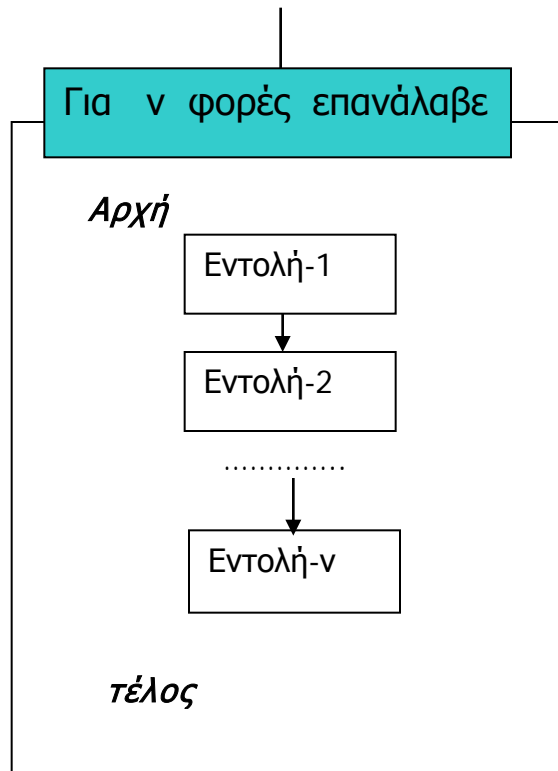 Για ν φορές επανάλαβε
Αρχή
Εντολή-1
Εντολή-2
..............
Εντολή-ν
τέλος